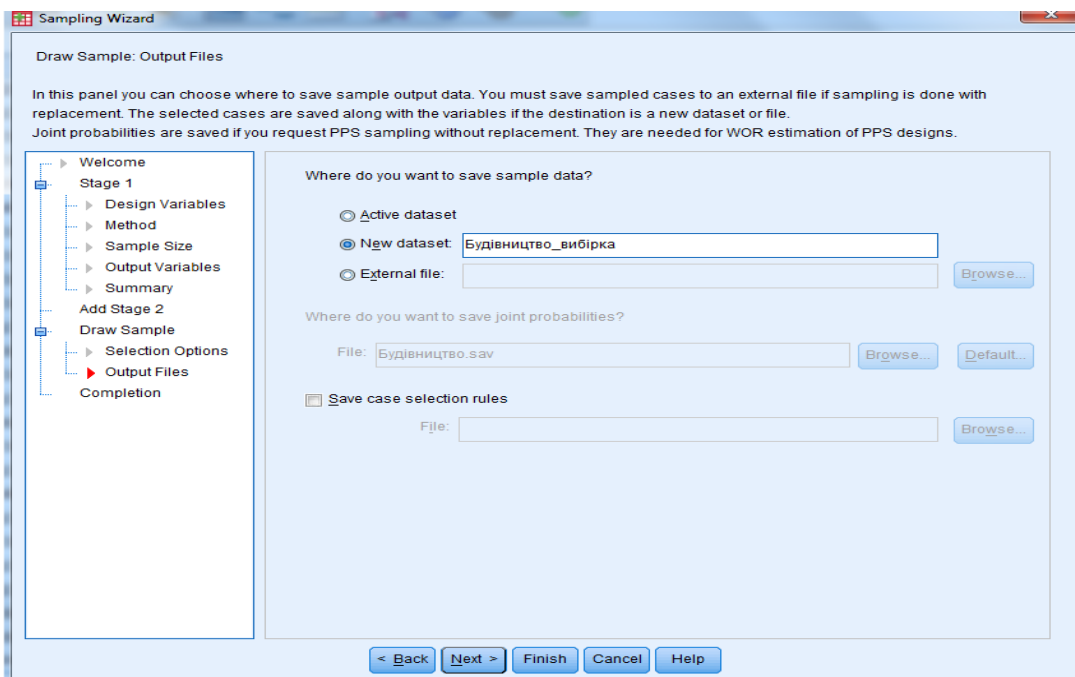 Sampling Wizard
Draw Sample: Output Files
In this panel you can choose where to save sample output data. You must save sampled cases to an external file if sampling is done with
replacement. The selected cases are saved along with the variables if the destination is a new dataset or file.
Joint probabilities are saved if you request PPS sampling without replacement. They are needed for WOR estimation of PPS designs.
Welcome
Stage 1
Design Variables
Method
Sample Size
Output Variables
Summary
Add Stage 2
Draw Sample
Selection Options
Output Files
Completion
Where do you want to save sample data?
Active dataset
New dataset: Будівництво_вибірка
External file: Browse...
Where do you want to save joint probabilities?
File: Будівництво.sav Browse... Default...
Save case selection rules
File: Browse...
< Back Next > Finish Cancel Help